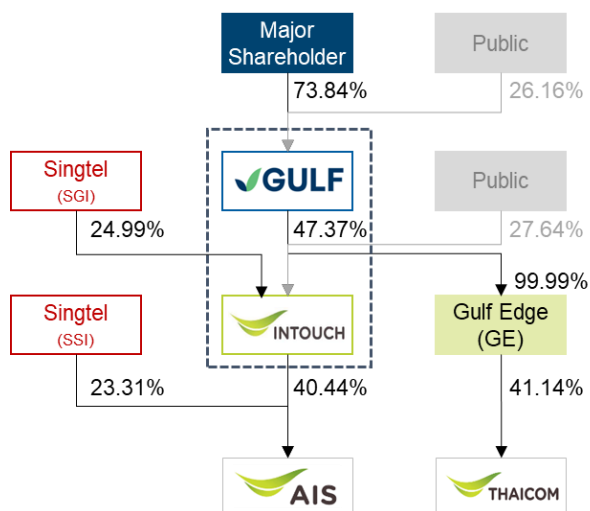 Major
Shareholder
Public
73.84%
26.16%
Singtel
(SGI)
GULF
Public
24.99%
47.37%
27.64%
99.99%
Singtel
(SSI)
INTOUCH
Gulf Edge
(GE)
23.31%
40.44%
41.14%
AIS
THAICOM